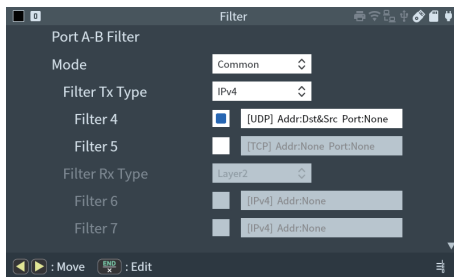 0 Filter
Port A-B Filter
Mode Common
Filter Tx Type IPv4
Filter 4 [UDP] Addr:Dst&Src Port:None
Filter 5 [TCP] Addr:None Port:None
Filter Rx Type Layer2
Filter 6 [IPv4] Addr:None
Filter 7 [IPv4] Addr:None
: Move END X : Edit